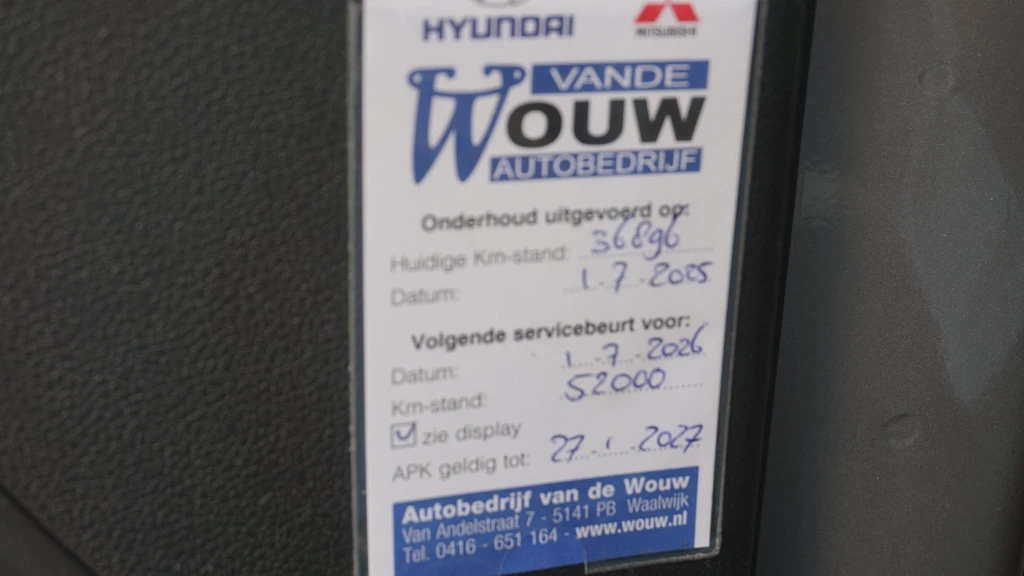 HYUNDAI MITSUBISHI
VAN DE
WOUW
AUTOBEDRIJF
Onderhoud uitgevoerd op:
Huidige Km-stand: 36896
Datum: 1-7-2025
Volgende servicebeurt voor:
Datum: 1-7-2026
Km-stand: 52000
zie display
APK geldig tot: 27-1-2027
Autobedrijf van de Wouw
Van Andelstraat 7 - 5141 PB Waalwijk
Tel. 0416 - 651 164 - www.wouw.nl